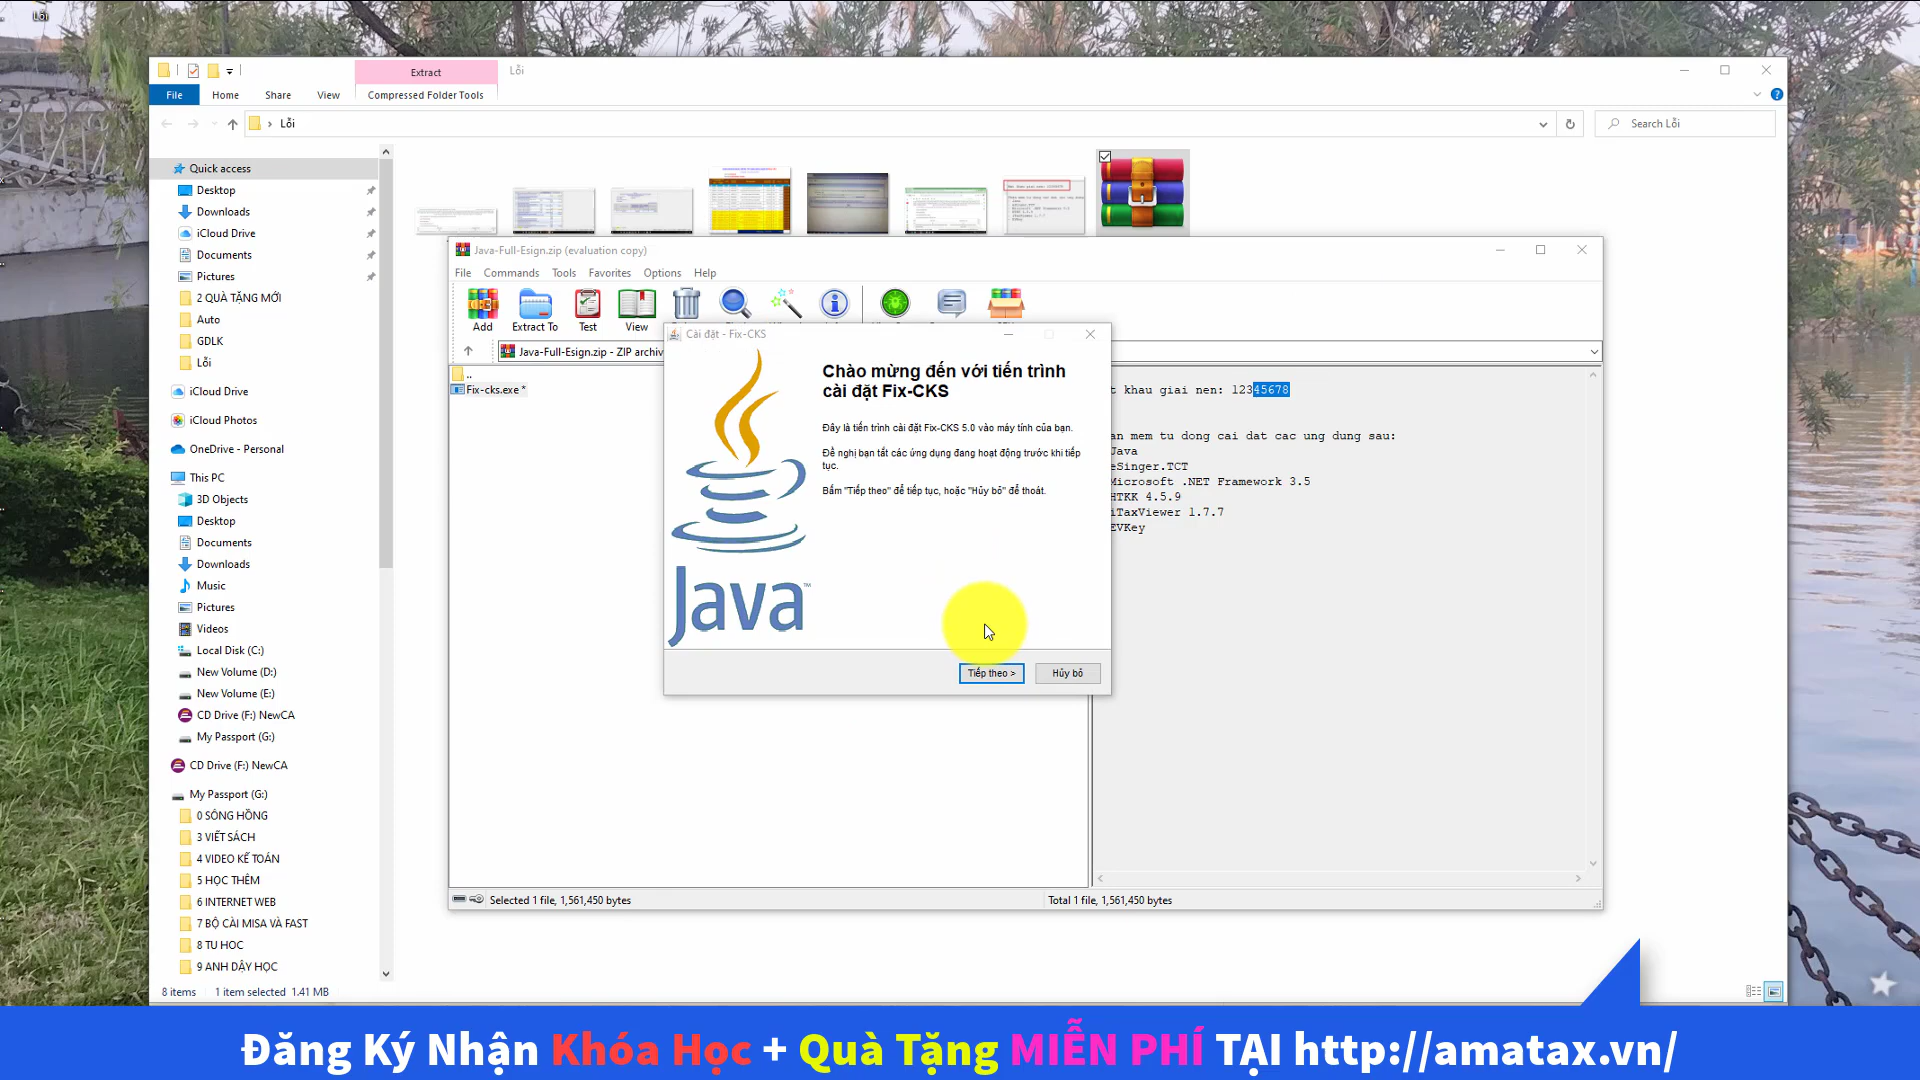 Lỗi
Extract
Lỗi
File
Home
Share
View
Compressed Folder Tools
Lỗi
Search Lỗi
Quick access
Desktop
Downloads
iCloud Drive
Documents
Pictures
2 QUÀ TẶNG MỚI
Auto
GDLK
Lỗi
iCloud Drive
iCloud Photos
OneDrive - Personal
This PC
3D Objects
Desktop
Documents
Downloads
Music
Pictures
Videos
Local Disk (C:)
New Volume (D:)
New Volume (E:)
CD Drive (F:) NewCA
My Passport (G:)
CD Drive (F:) NewCA
My Passport (G:)
0 SÔNG HỒNG
3 VIẾT SÁCH
4 VIDEO KẾ TOÁN
5 HỌC THÊM
6 INTERNET WEB
7 BỘ CÀI MISA VÀ FAST
8 TU HOC
9 ANH DẬY HỌC
8 items 1 item selected 1.41 MB
Java-Full-Esign.zip (evaluation copy)
File Commands Tools Favorites Options Help
Add Extract To Test View
Java-Full-Esign.zip - ZIP archiv
..
Fix-cks.exe *
t khau giai nen: 12345678
an mem tu dong cai dat cac ung dung sau:
Java
eSinger.TCT
Microsoft .NET Framework 3.5
HTKK 4.5.9
iTaxViewer 1.7.7
EVKey
Selected 1 file, 1,561,450 bytes
Total 1 file, 1,561,450 bytes
Cài đặt - Fix-CKS
Chào mừng đến với tiến trình
cài đặt Fix-CKS
Đây là tiến trình cài đặt Fix-CKS 5.0 vào máy tính của bạn.
Đề nghị bạn tắt các ứng dụng đang hoạt động trước khi tiếp
tục.
Bấm "Tiếp theo" để tiếp tục, hoặc "Hủy bỏ" để thoát.
Java™
Tiếp theo >
Hủy bỏ
Đăng Ký Nhận Khóa Học + Quà Tặng MIỄN PHÍ TẠI http://amatax.vn/